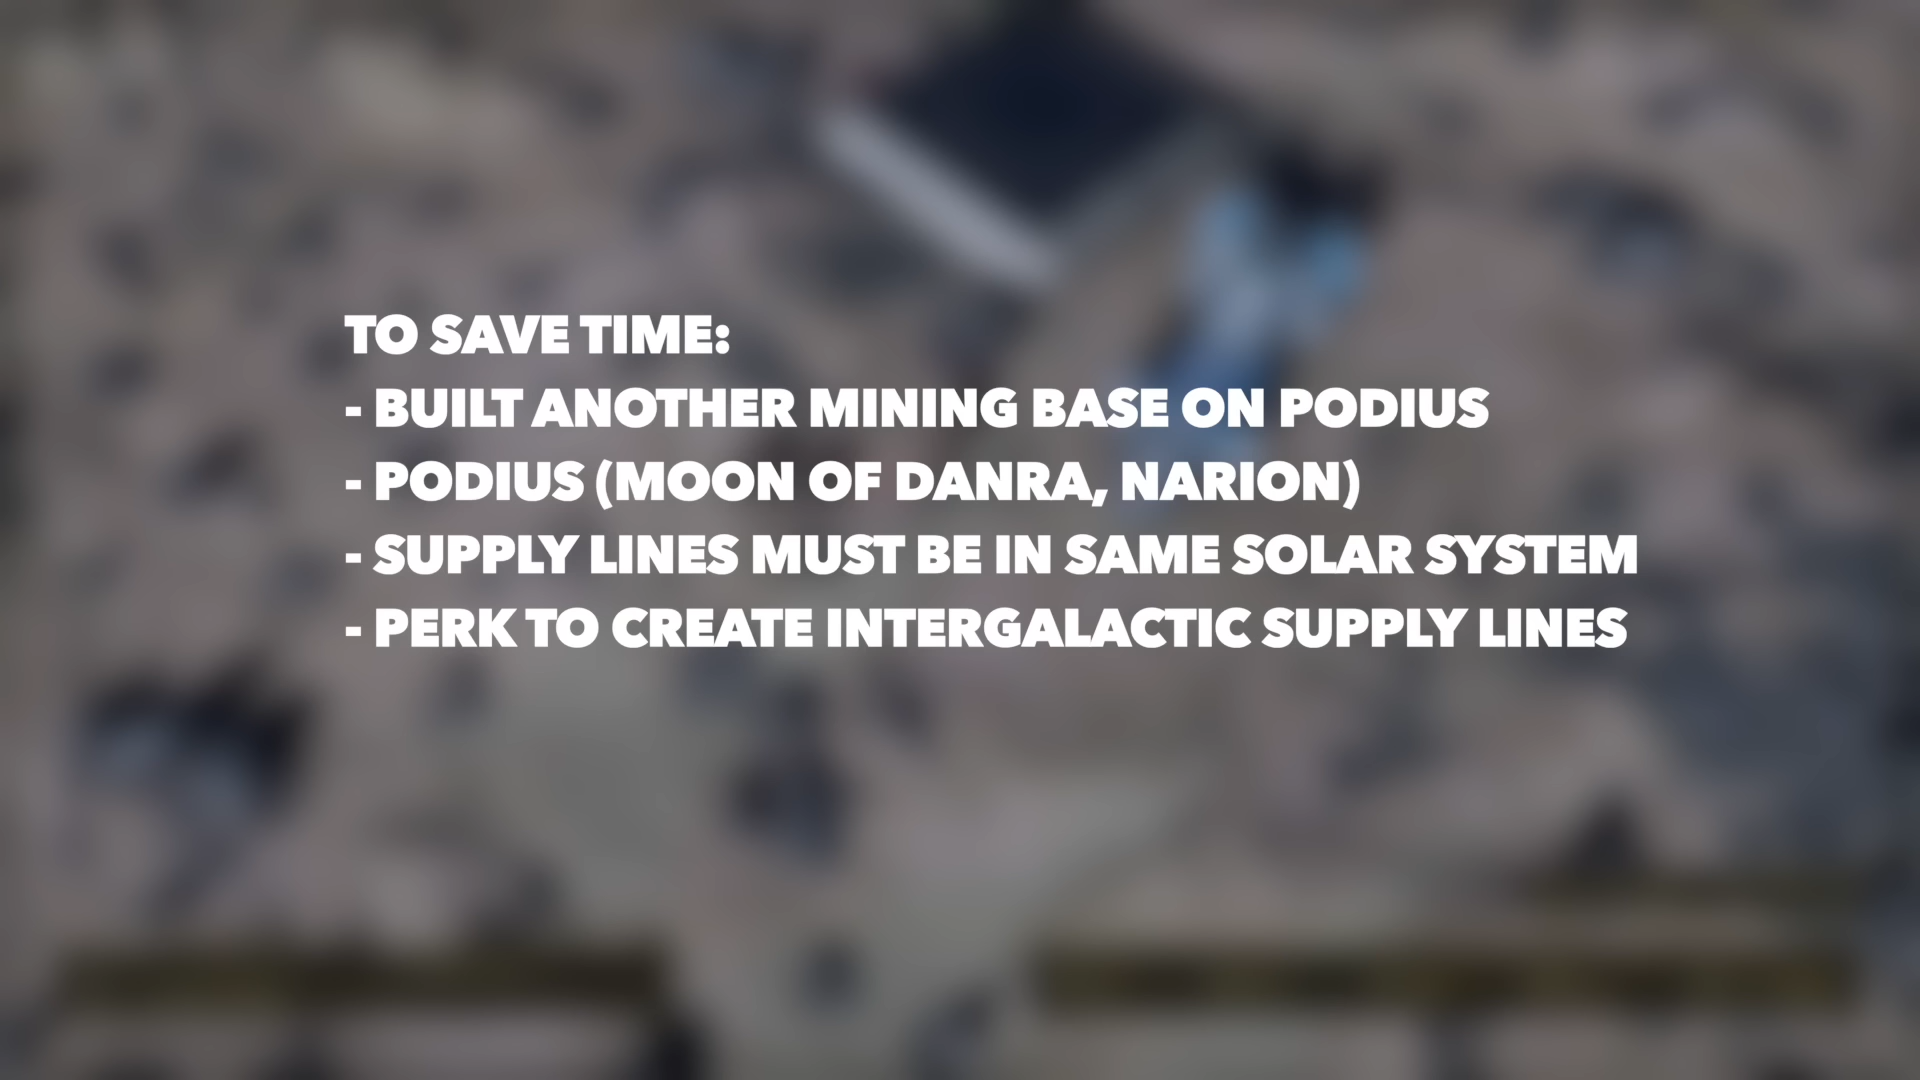 TO SAVE TIME:
- BUILT ANOTHER MINING BASE ON PODIUS
- PODIUS (MOON OF DANRA, NARION)
- SUPPLY LINES MUST BE IN SAME SOLAR SYSTEM
- PERK TO CREATE INTERGALACTIC SUPPLY LINES